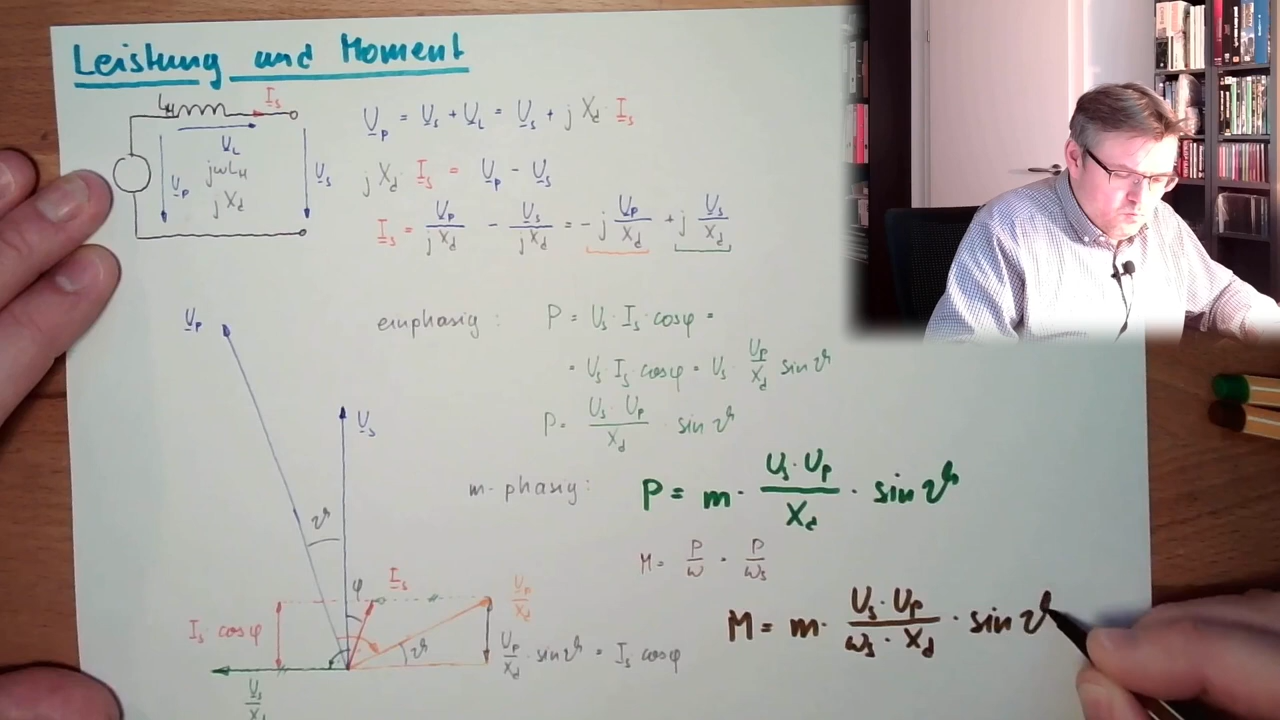 Leistung und Moment
L_H I_s
U_L
U_p jωL_H U_s
j X_d
U_p = U_s + U_L = U_s + j X_d · I_s
j X_d · I_s = U_p - U_s
I_s = U_p / (j X_d) - U_s / (j X_d) = - j U_p / X_d + j U_s / X_d
einphasig : P = U_s · I_s · cos φ =
= U_s · I_s · cos φ = U_s · U_p / X_d · sin ϑ
P = U_s · U_p / X_d · sin ϑ
m-phasig : P = m · U_s · U_p / X_d · sin ϑ
M = P / ω = P / ω_s
M = m · U_s · U_p / (ω_s · X_d) · sin ϑ
U_p
U_s
ϑ
φ I_s U_p / X_d
I_s cos φ
ϑ U_p / X_d · sin ϑ = I_s cos φ
U_s / X_d